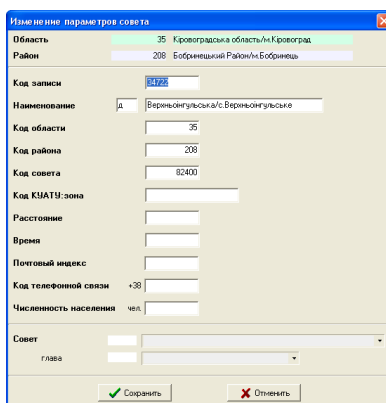 Изменение параметров совета
Область 35 Кіровоградська область/м.Кіровоград
Район 208 Бобринецький Район/м.Бобринець
Код записи 34722
Наименование д Верхньоінгульська/с.Верхньоінгульське
Код области 35
Код района 208
Код совета 82400
Код КУАТУ:зона
Расстояние
Время
Почтовый индекс
Код телефонной связи +38
Численность населения чел.
Совет
глава
Сохранить Отменить